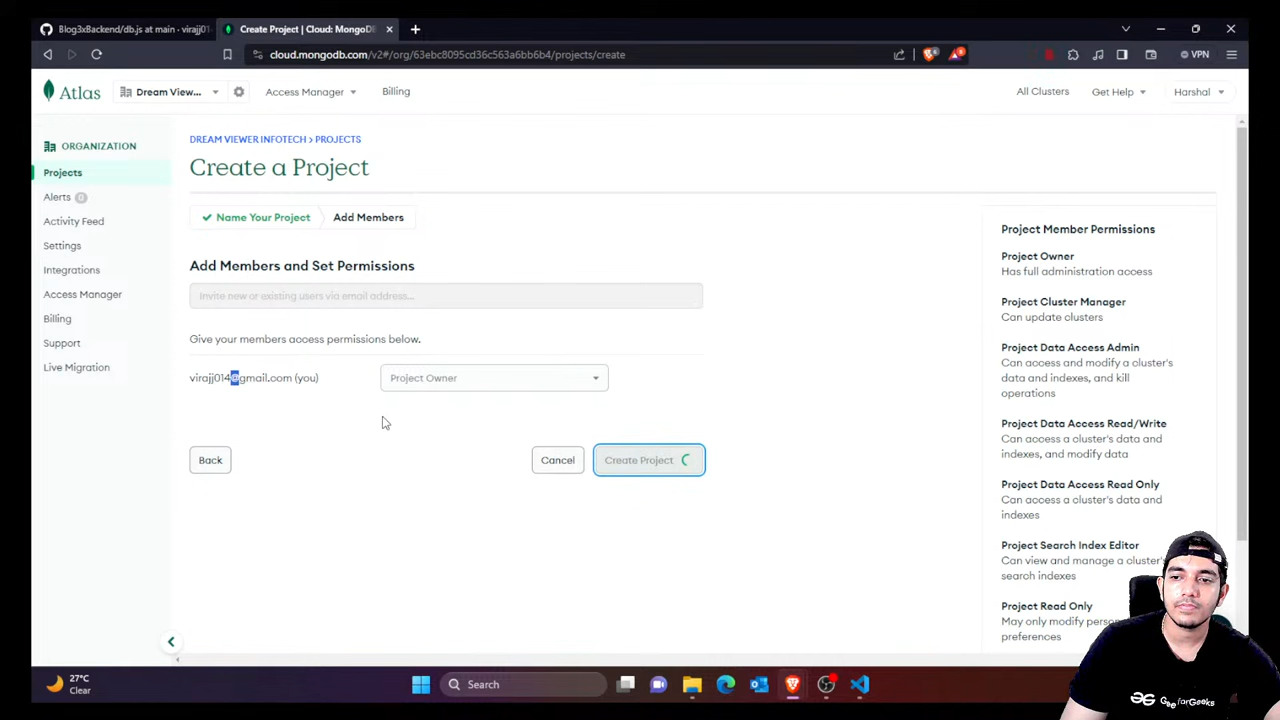 Blog3xBackend/db.js at main · virajj01
Create Project | Cloud: MongoDB
cloud.mongodb.com/v2#/org/63ebc8095cd36c563a6bb6b4/projects/create
VPN
Atlas
Dream View...
Access Manager
Billing
All Clusters
Get Help
Harshal
ORGANIZATION
Projects
Alerts 0
Activity Feed
Settings
Integrations
Access Manager
Billing
Support
Live Migration
DREAM VIEWER INFOTECH > PROJECTS
Create a Project
Name Your Project
Add Members
Add Members and Set Permissions
Invite new or existing users via email address...
Give your members access permissions below.
virajj014@gmail.com (you)
Project Owner
Back
Cancel
Create Project
Project Member Permissions
Project Owner
Has full administration access
Project Cluster Manager
Can update clusters
Project Data Access Admin
Can access and modify a cluster's
data and indexes, and kill
operations
Project Data Access Read/Write
Can access a cluster's data and
indexes, and modify data
Project Data Access Read Only
Can access a cluster's data and
indexes
Project Search Index Editor
Can view and manage a cluster's
search indexes
Project Read Only
May only modify
preferences
27°C
Clear
Search